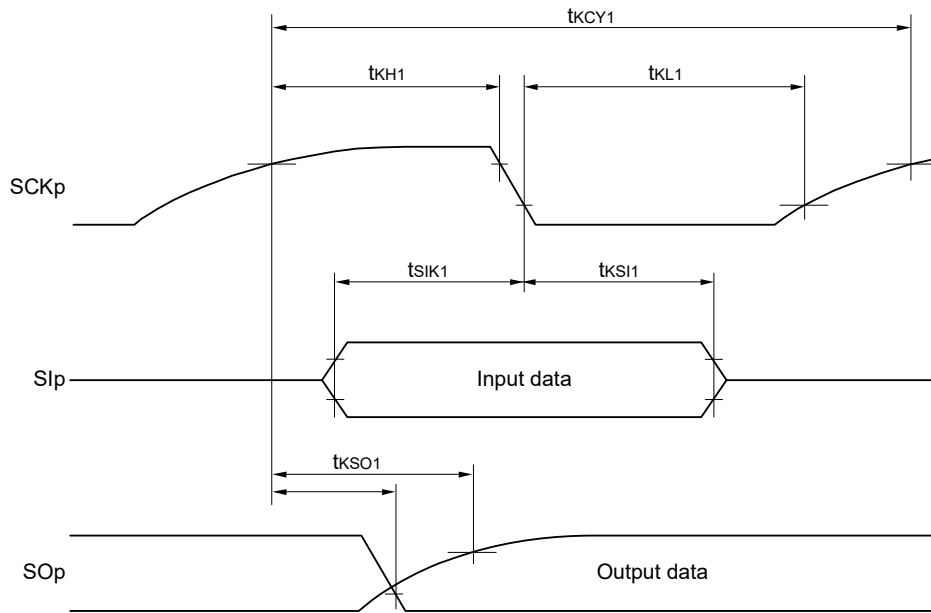 tKCY1
tKH1
tKL1
SCKp
tSIK1
tKSI1
SIp
Input data
tKSO1
SOp
Output data